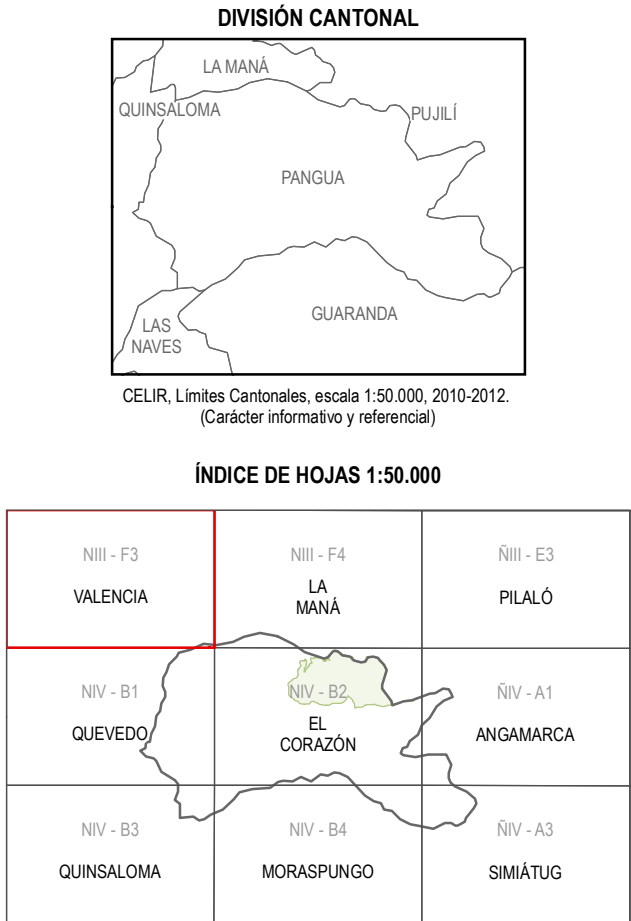 DIVISIÓN CANTONAL
LA MANÁ
QUINSALOMA
PUJILÍ
PANGUA
GUARANDA
LAS
NAVES
CELIR, Límites Cantonales, escala 1:50.000, 2010-2012.
(Carácter informativo y referencial)
ÍNDICE DE HOJAS 1:50.000
NIII - F3
VALENCIA
NIII - F4
LA
MANÁ
ÑIII - E3
PILALÓ
NIV - B1
QUEVEDO
NIV - B2
EL
CORAZÓN
ÑIV - A1
ANGAMARCA
NIV - B3
QUINSALOMA
NIV - B4
MORASPUNGO
ÑIV - A3
SIMIÁTUG